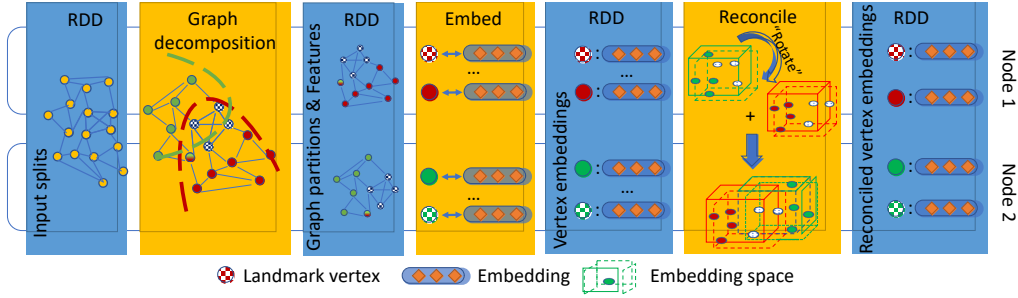 RDD
Input splits
Graph
decomposition
RDD
Graph partitions & Features
Embed
...
...
RDD
Vertex embeddings
:
...
:
:
...
:
Reconcile
"Rotate"
+
RDD
Reconciled vertex embeddings
:
:
:
:
Node 1
Node 2
Landmark vertex
Embedding
Embedding space